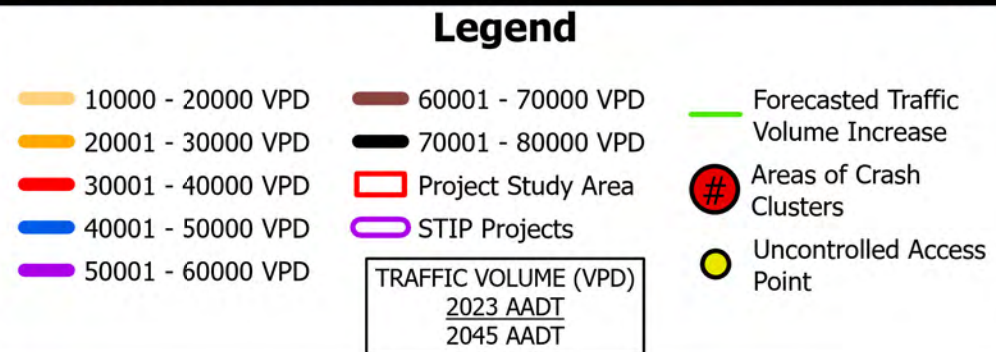 Legend
10000 - 20000 VPD
20001 - 30000 VPD
30001 - 40000 VPD
40001 - 50000 VPD
50001 - 60000 VPD
60001 - 70000 VPD
70001 - 80000 VPD
Project Study Area
STIP Projects
TRAFFIC VOLUME (VPD)
2023 AADT
2045 AADT
Forecasted Traffic
Volume Increase
#
Areas of Crash
Clusters
Uncontrolled Access
Point